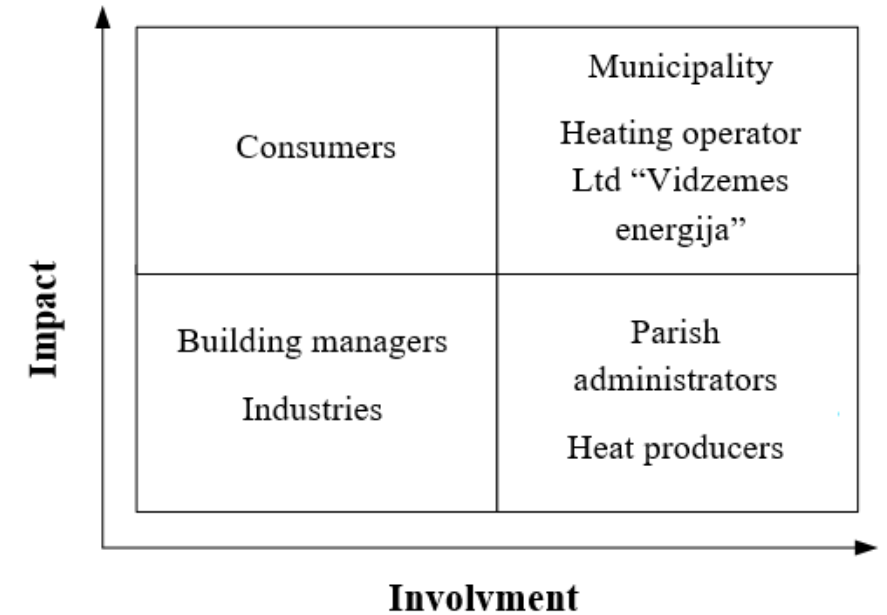 Impact
Consumers
Municipality
Heating operator
Ltd “Vidzemes
energija”
Building managers
Industries
Parish
administrators
Heat producers
Involvment